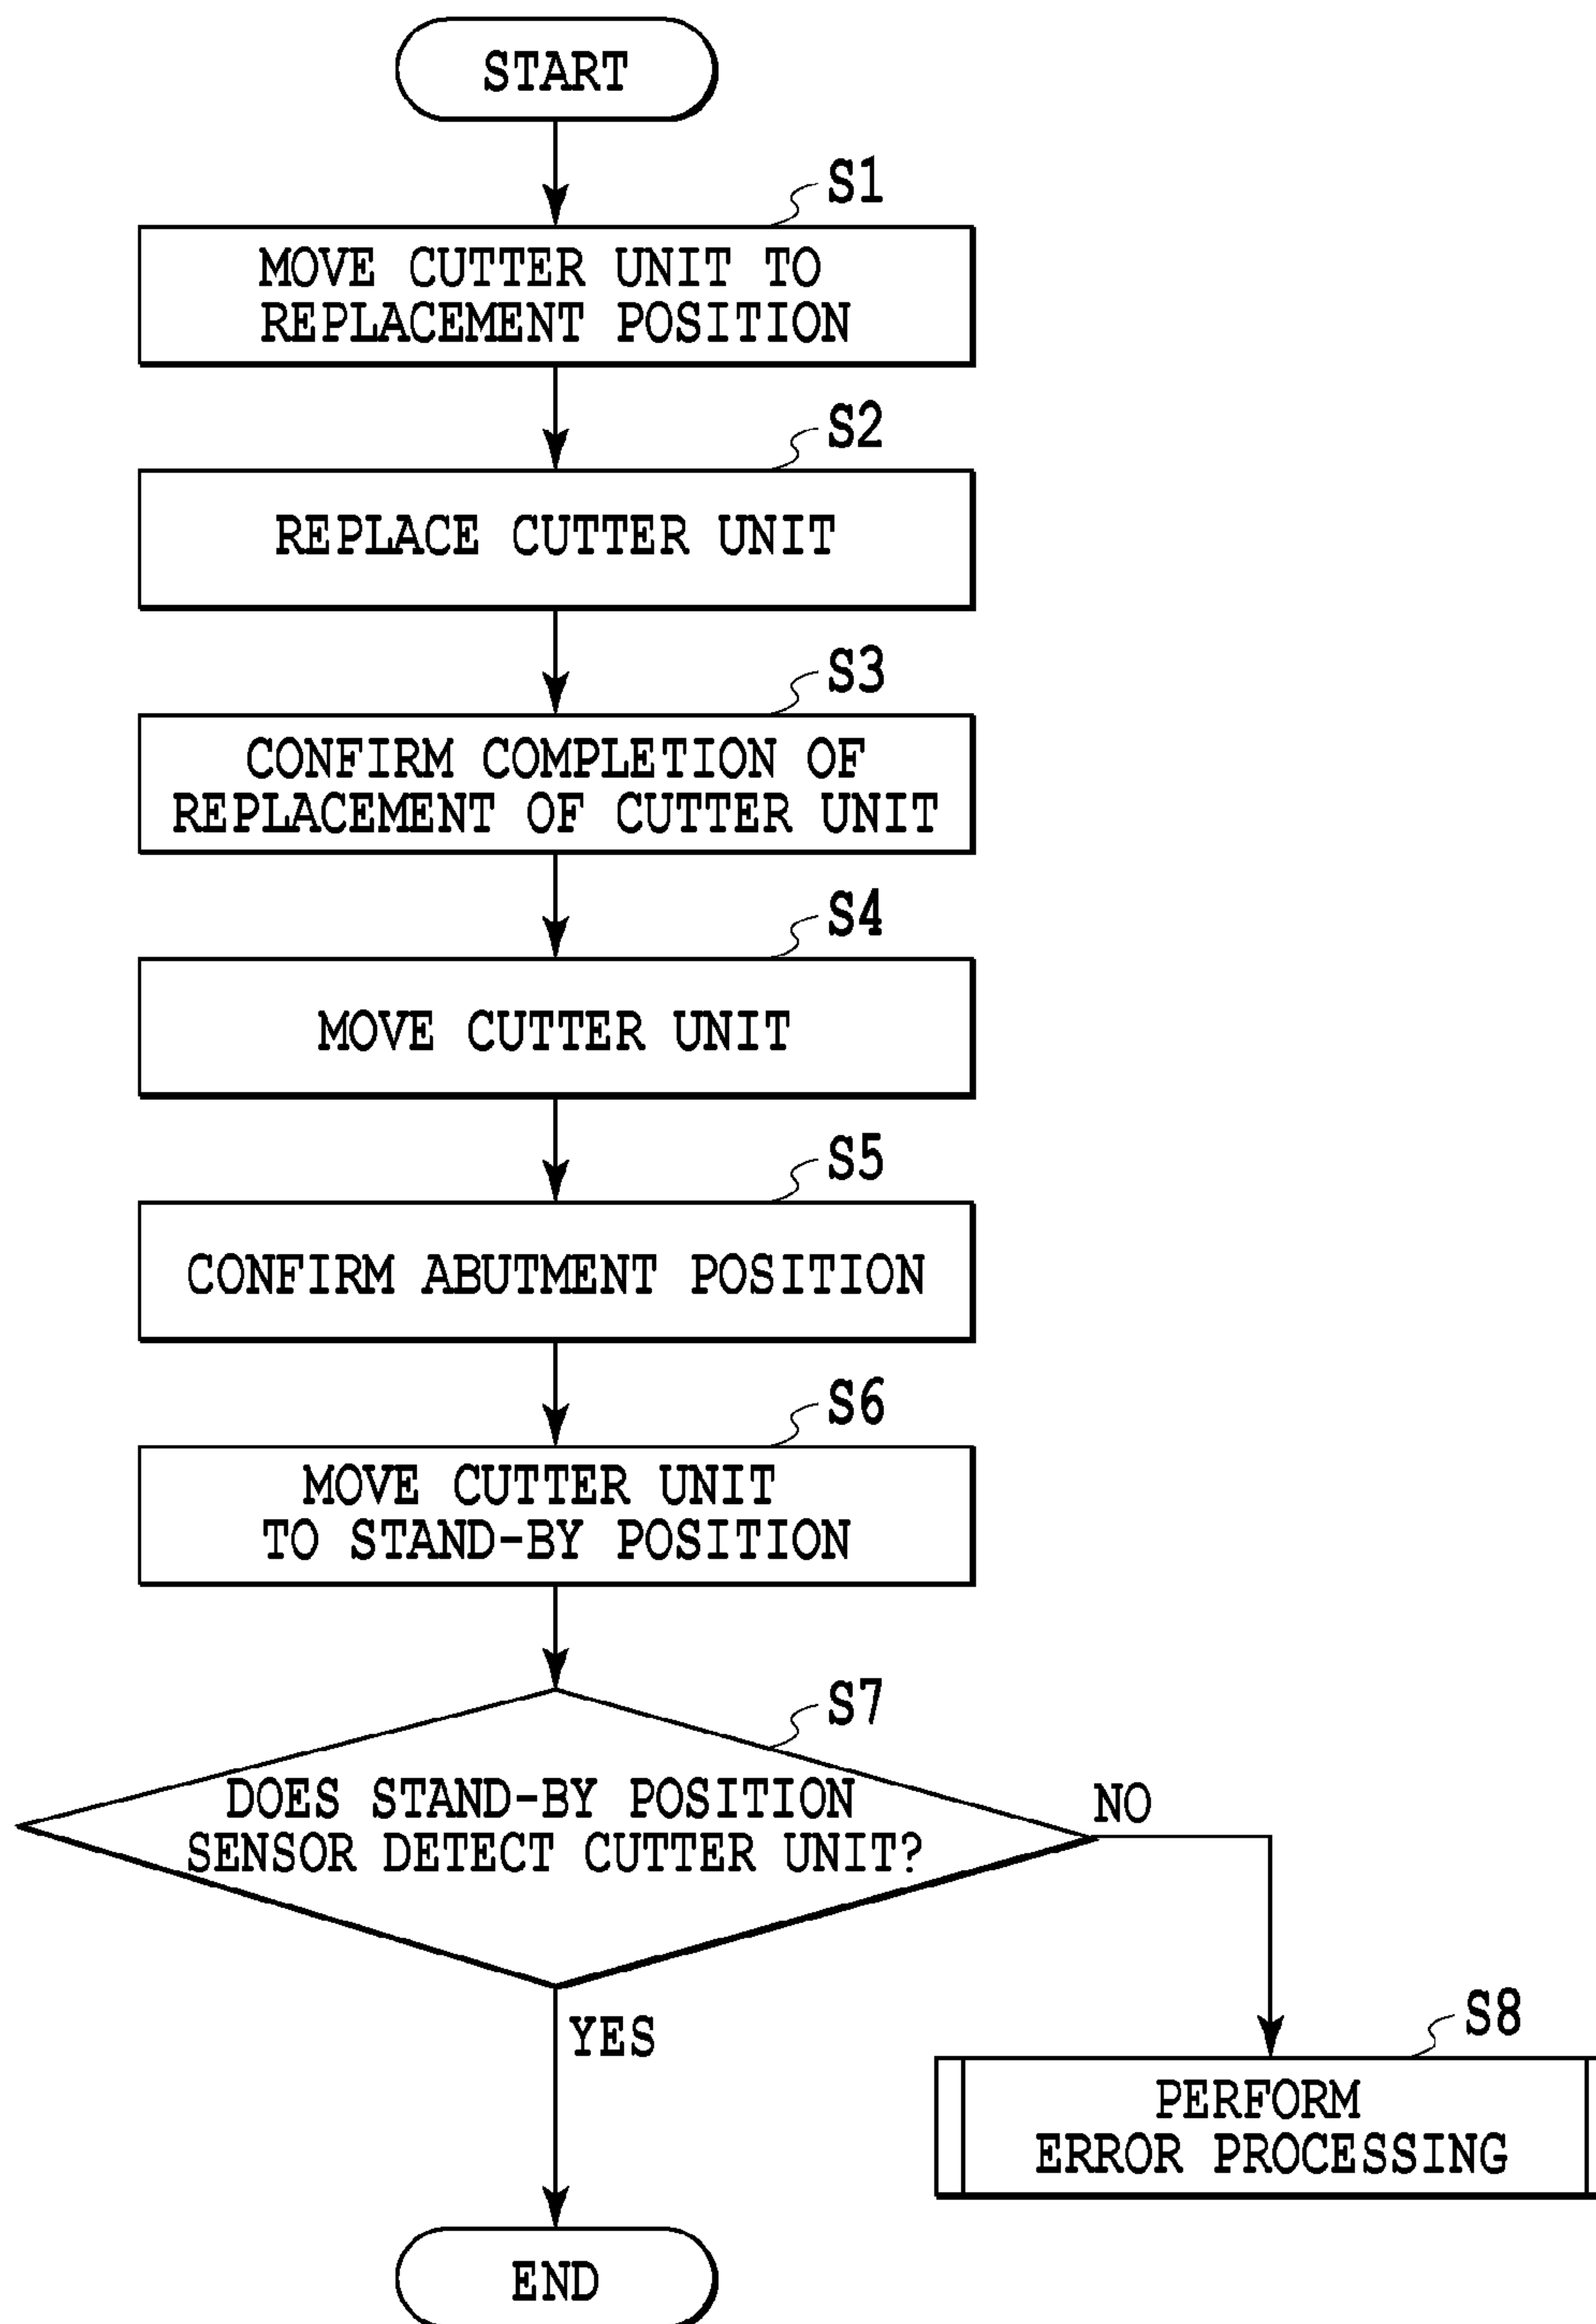 START
S1
MOVE CUTTER UNIT TO
REPLACEMENT POSITION
S2
REPLACE CUTTER UNIT
S3
CONFIRM COMPLETION OF
REPLACEMENT OF CUTTER UNIT
S4
MOVE CUTTER UNIT
S5
CONFIRM ABUTMENT POSITION
S6
MOVE CUTTER UNIT
TO STAND-BY POSITION
S7
DOES STAND-BY POSITION
SENSOR DETECT CUTTER UNIT?
NO
YES
S8
PERFORM
ERROR PROCESSING
END